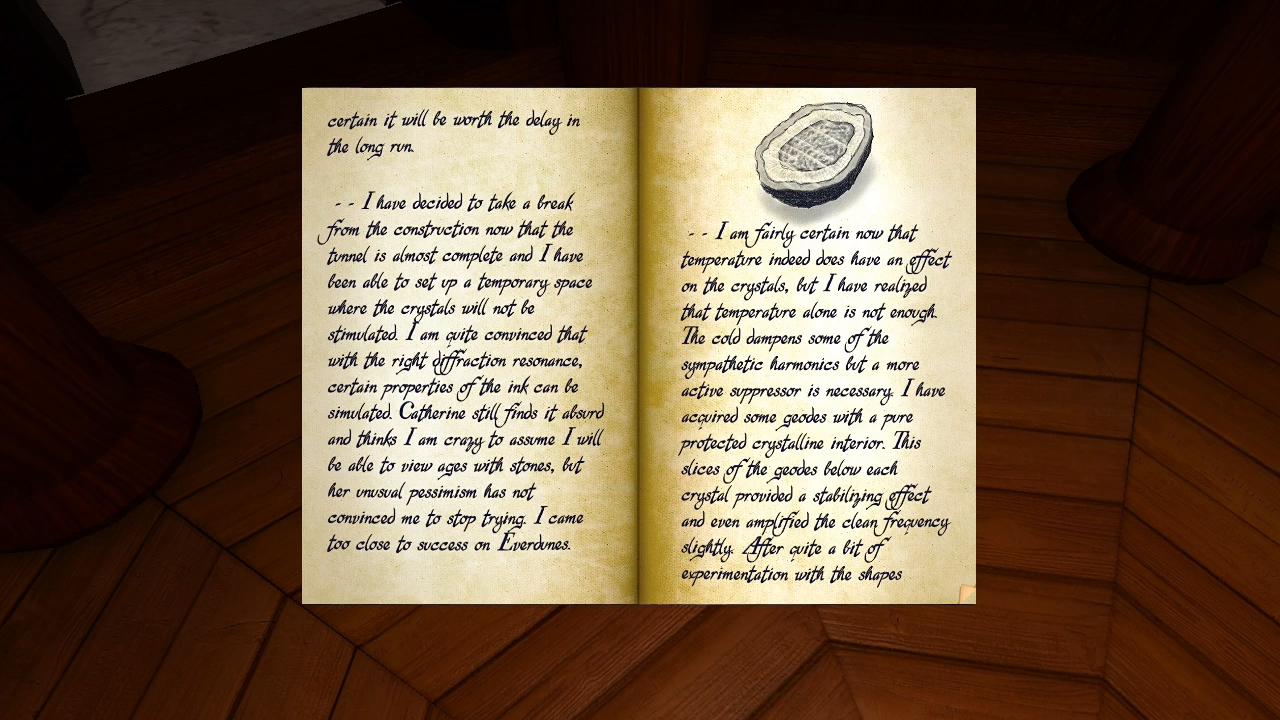 certain it will be worth the delay in
the long run.
- - I have decided to take a break
from the construction now that the
tunnel is almost complete and I have
been able to set up a temporary space
where the crystals will not be
stimulated. I am quite convinced that
with the right diffraction resonance,
certain properties of the ink can be
simulated. Catherine still finds it absurd
and thinks I am crazy to assume I will
be able to view ages with stones, but
her unusual pessimism has not
convinced me to stop trying. I came
too close to success on Everdunes.
- - I am fairly certain now that
temperature indeed does have an effect
on the crystals, but I have realized
that temperature alone is not enough.
The cold dampens some of the
sympathetic harmonics but a more
active suppressor is necessary. I have
acquired some geodes with a pure
protected crystalline interior. This
slices of the geodes below each
crystal provided a stabilizing effect
and even amplified the clean frequency
slightly. After quite a bit of
experimentation with the shapes